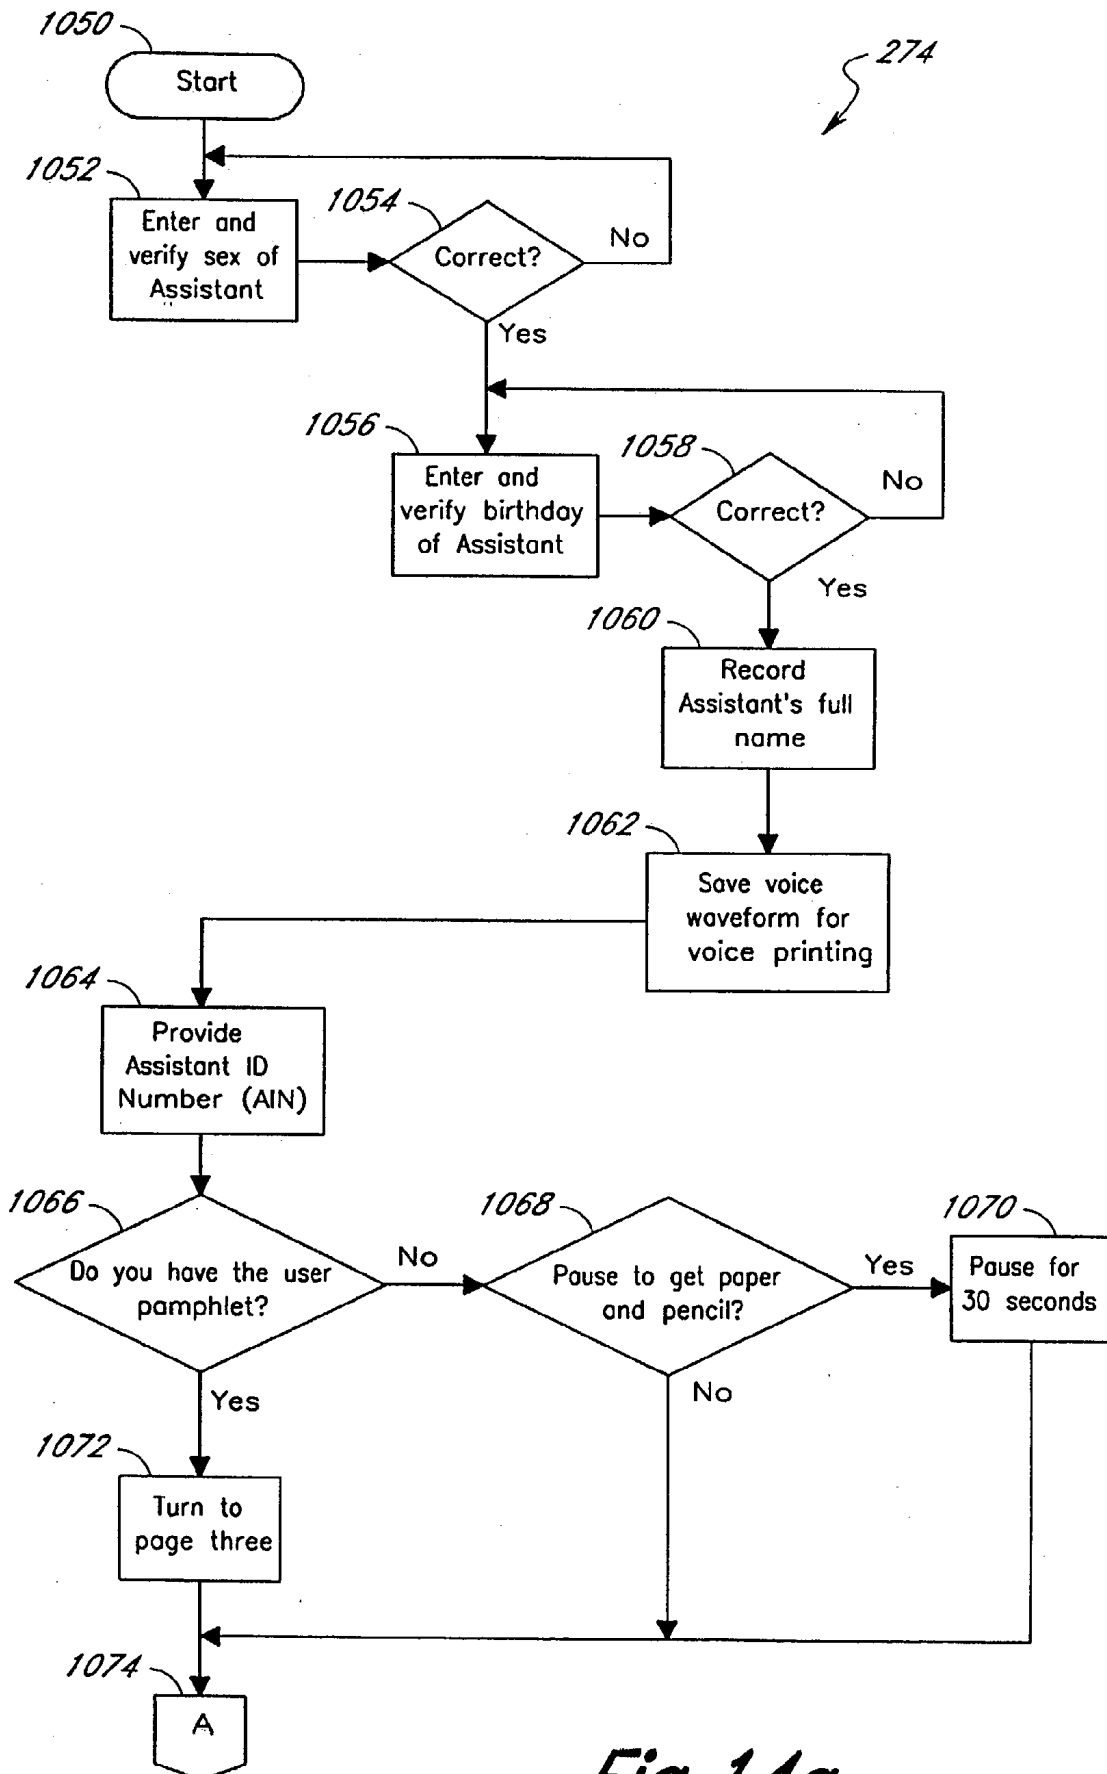 1050
Start
274
1052
Enter and
verify sex of
Assistant
1054
Correct?
No
Yes
1056
Enter and
verify birthday
of Assistant
1058
Correct?
No
Yes
1060
Record
Assistant's full
name
1062
Save voice
waveform for
voice printing
1064
Provide
Assistant ID
Number (AIN)
1066
Do you have the user
pamphlet?
No
Yes
1068
Pause to get paper
and pencil?
Yes
No
1070
Pause for
30 seconds
1072
Turn to
page three
1074
A
Fig. 14a